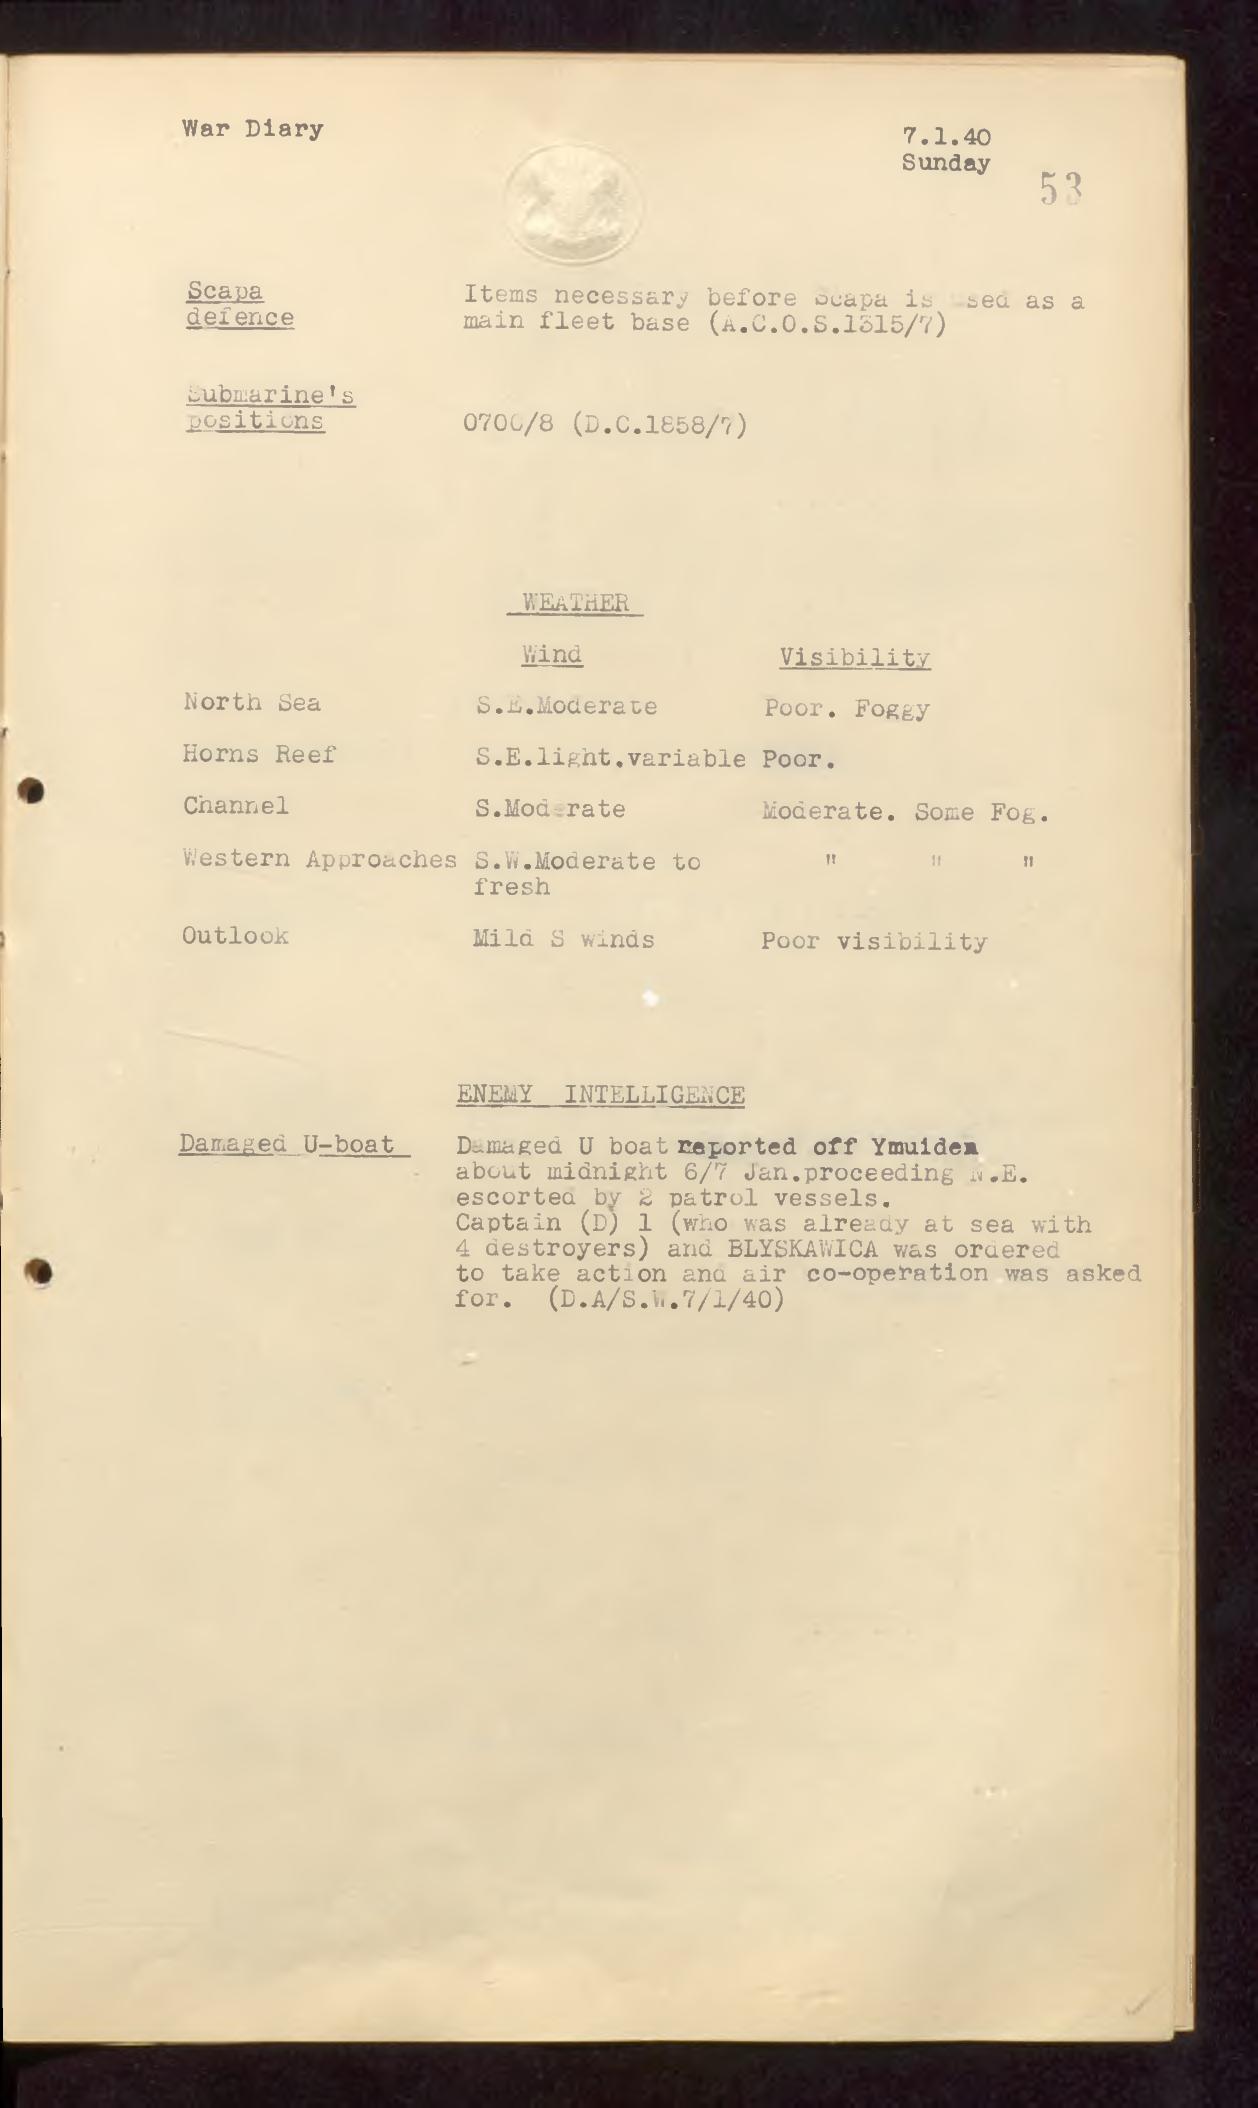 War Diary
7.1.40
Sunday
53
Scapa
defence
Items necessary before Scapa is used as a
main fleet base (A.C.O.S.1315/7)
Submarine's
positions
0700/8 (D.C.1858/7)
WEATHER
Wind Visibility
North Sea S.E.Moderate Poor. Foggy
Horns Reef S.E.light.variable Poor.
Channel S.Moderate Moderate. Some Fog.
Western Approaches S.W.Moderate to " " "
fresh
Outlook Mild S winds Poor visibility
ENEMY INTELLIGENCE
Damaged U-boat
Damaged U boat reported off Ymuiden
about midnight 6/7 Jan.proceeding N.E.
escorted by 2 patrol vessels.
Captain (D) 1 (who was already at sea with
4 destroyers) and BLYSKAWICA was ordered
to take action and air co-operation was asked
for. (D.A/S.W.7/1/40)